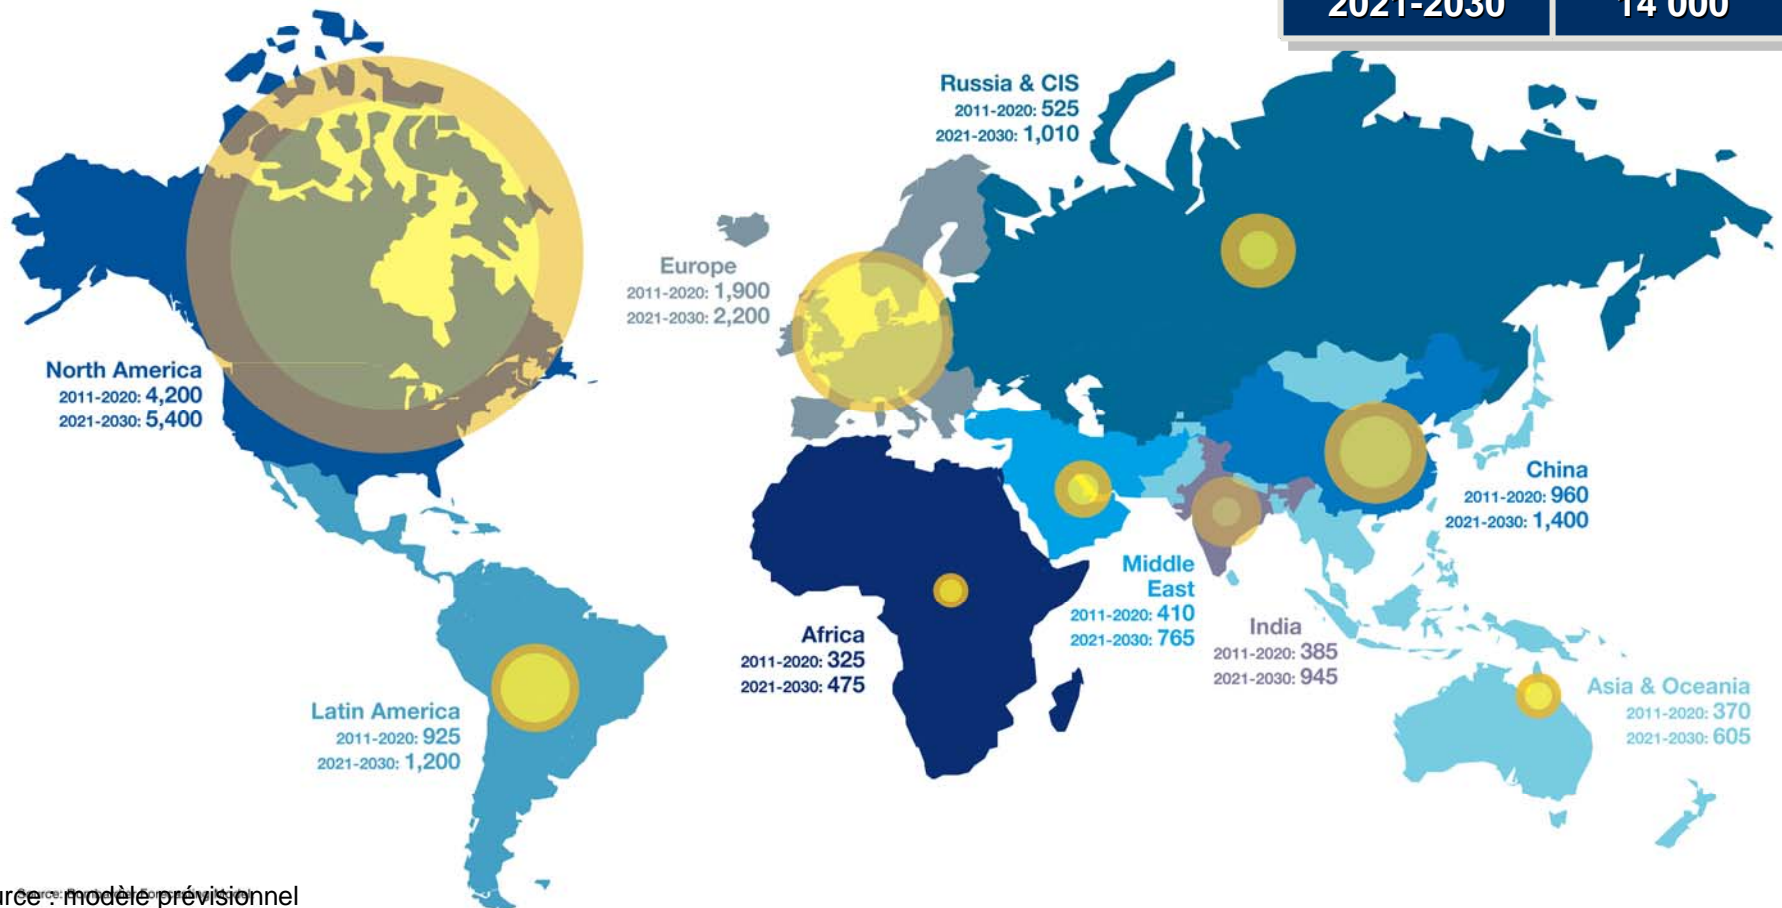 2021-2030 14 000
Russia & CIS
2011-2020: 525
2021-2030: 1,010
Europe
2011-2020: 1,900
2021-2030: 2,200
North America
2011-2020: 4,200
2021-2030: 5,400
China
2011-2020: 960
2021-2030: 1,400
Middle
East
2011-2020: 410
2021-2030: 765
India
2011-2020: 385
2021-2030: 945
Africa
2011-2020: 325
2021-2030: 475
Asia & Oceania
2011-2020: 370
2021-2030: 605
Latin America
2011-2020: 925
2021-2030: 1,200
urce : modèle prévisionnel